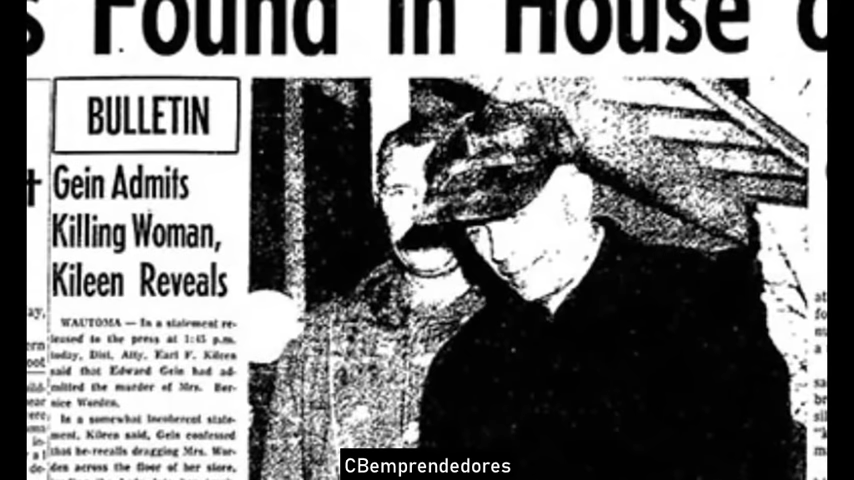 s Found in House o
BULLETIN
Gein Admits
Killing Woman,
Kileen Reveals
WAUTOMA — In a statement re-
leased to the press at 1:15 p.m.
today, Dist. Atty. Earl F. Kileen
said that Edward Gein had ad-
mitted the murder of Mrs. Ber-
nice Worden.
In a somewhat incoherent state-
ment, Kileen said, Gein confessed
that he recalls dragging Mrs. Wor-
den across the floor of her store,
CBemprendedores